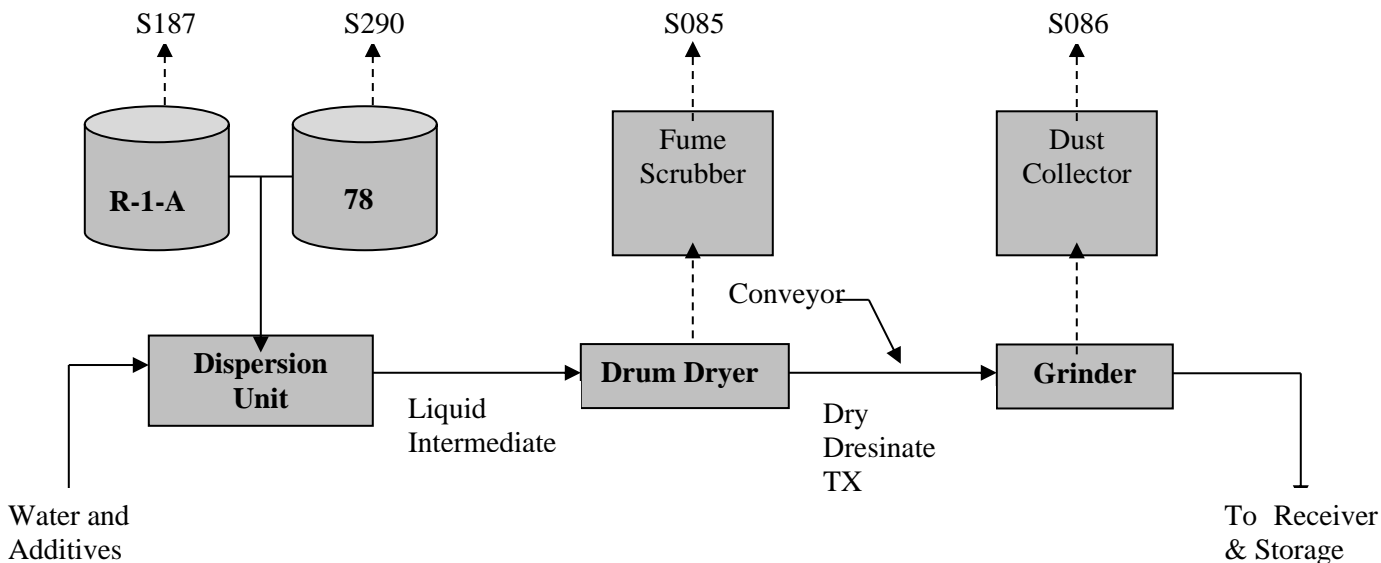 S187
S290
S085
S086
Fume
Scrubber
Dust
Collector
R-1-A
78
Conveyor
Dispersion
Unit
Drum Dryer
Grinder
Liquid
Intermediate
Dry
Dresinate
TX
Water and
Additives
To Receiver
& Storage